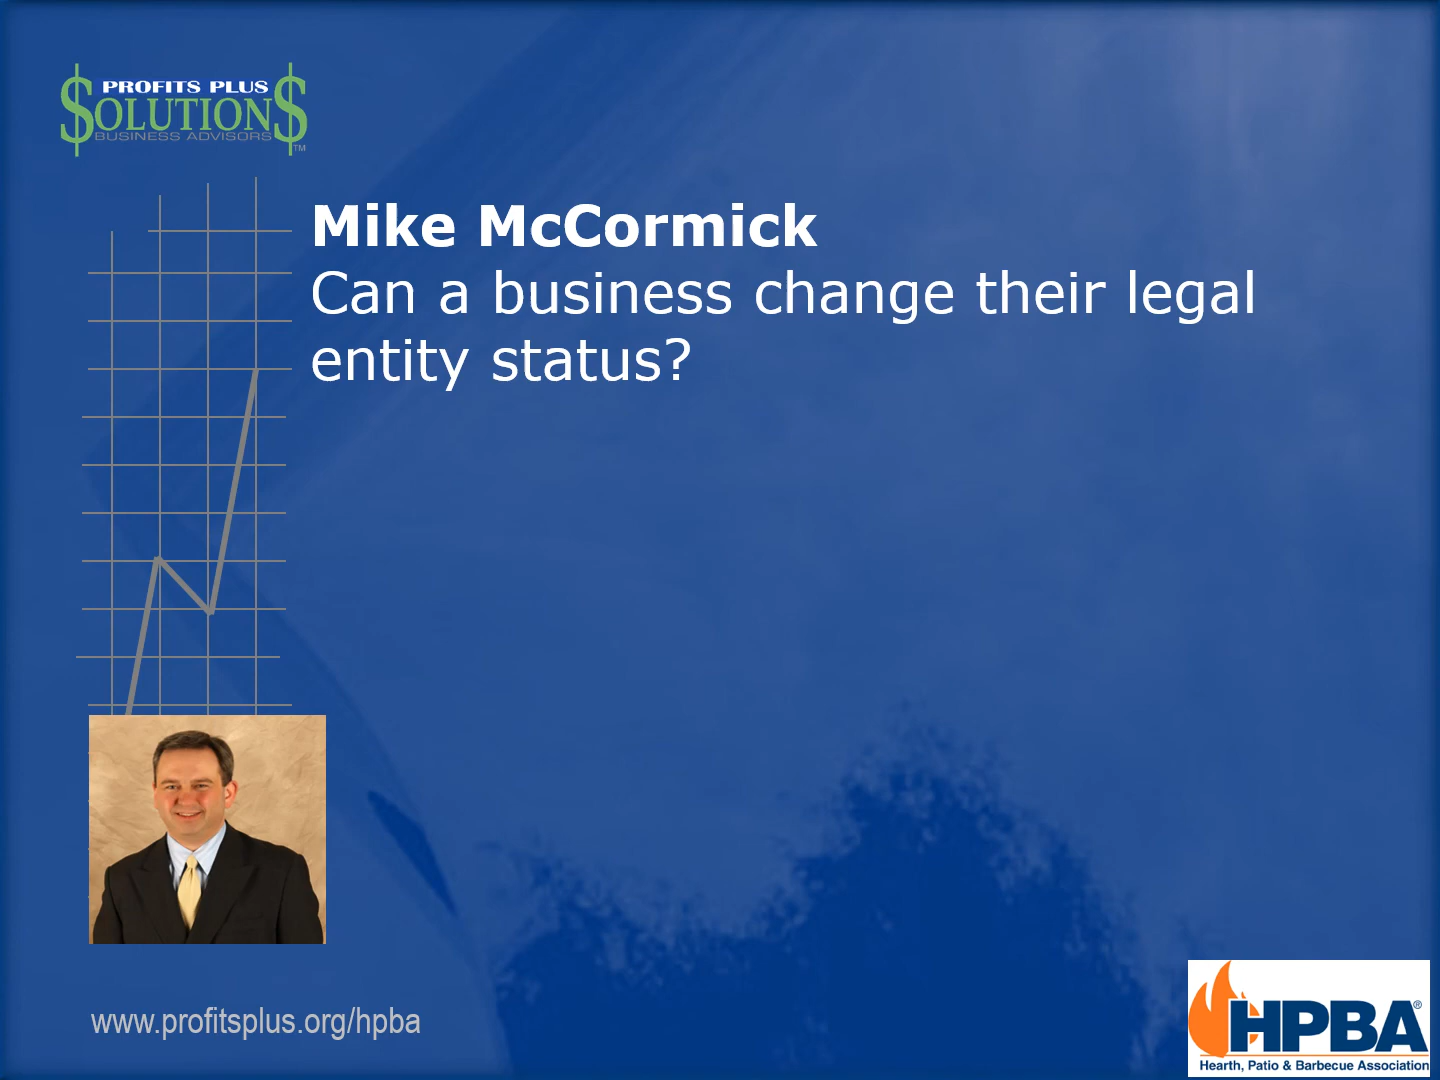 PROFITS PLUS
$OLUTION$
BUSINESS ADVISORS
TM
Mike McCormick
Can a business change their legal
entity status?
www.profitsplus.org/hpba
HPBA®
Hearth, Patio & Barbecue Association